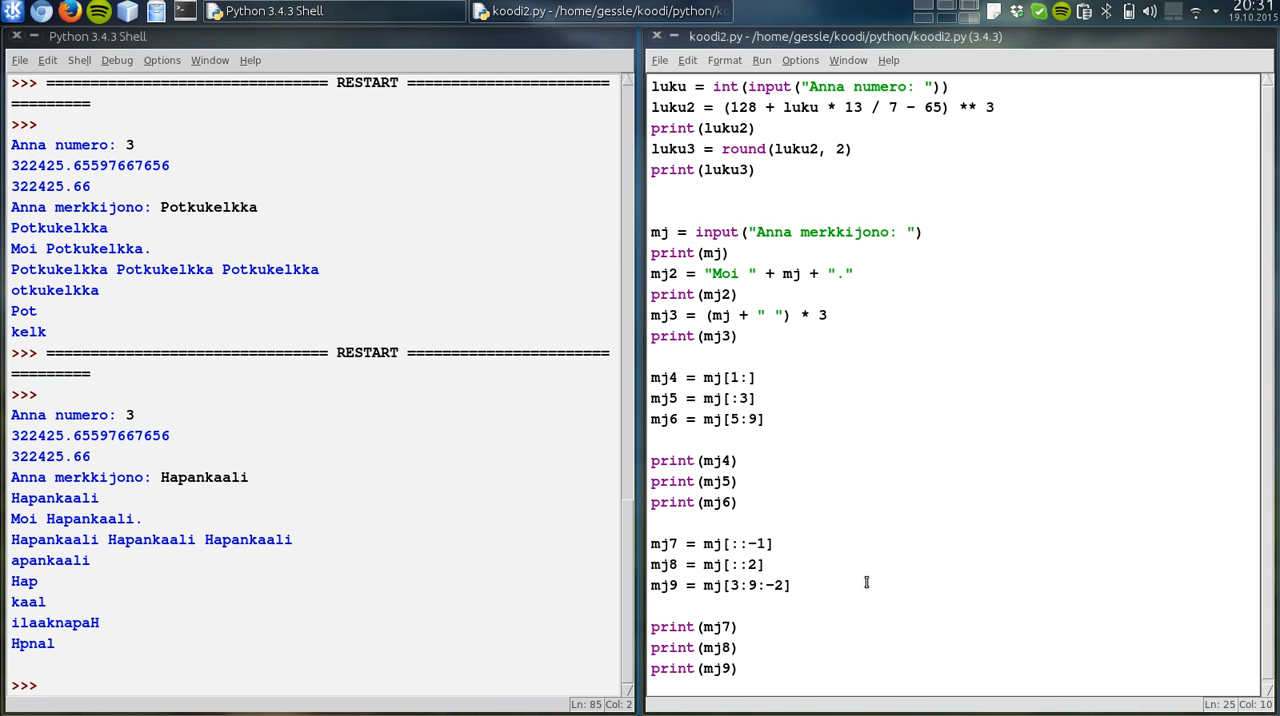 Python 3.4.3 Shell
koodi2.py - /home/gessle/koodi/python/ko
20:31
19.10.2015
Python 3.4.3 Shell
File Edit Shell Debug Options Window Help
>>> ================================ RESTART =======================
=========
>>>
Anna numero: 3
322425.65597667656
322425.66
Anna merkkijono: Potkukelkka
Potkukelkka
Moi Potkukelkka.
Potkukelkka Potkukelkka Potkukelkka
otkukelkka
Pot
kelk
>>> ================================ RESTART =======================
=========
>>>
Anna numero: 3
322425.65597667656
322425.66
Anna merkkijono: Hapankaali
Hapankaali
Moi Hapankaali.
Hapankaali Hapankaali Hapankaali
apankaali
Hap
kaal
ilaaknapaH
Hpnal
>>>
Ln: 85 Col: 2
koodi2.py - /home/gessle/koodi/python/koodi2.py (3.4.3)
File Edit Format Run Options Window Help
luku = int(input("Anna numero: "))
luku2 = (128 + luku * 13 / 7 - 65) ** 3
print(luku2)
luku3 = round(luku2, 2)
print(luku3)
mj = input("Anna merkkijono: ")
print(mj)
mj2 = "Moi " + mj + "."
print(mj2)
mj3 = (mj + " ") * 3
print(mj3)
mj4 = mj[1:]
mj5 = mj[:3]
mj6 = mj[5:9]
print(mj4)
print(mj5)
print(mj6)
mj7 = mj[::-1]
mj8 = mj[::2]
mj9 = mj[3:9:-2]
print(mj7)
print(mj8)
print(mj9)
Ln: 25 Col: 10